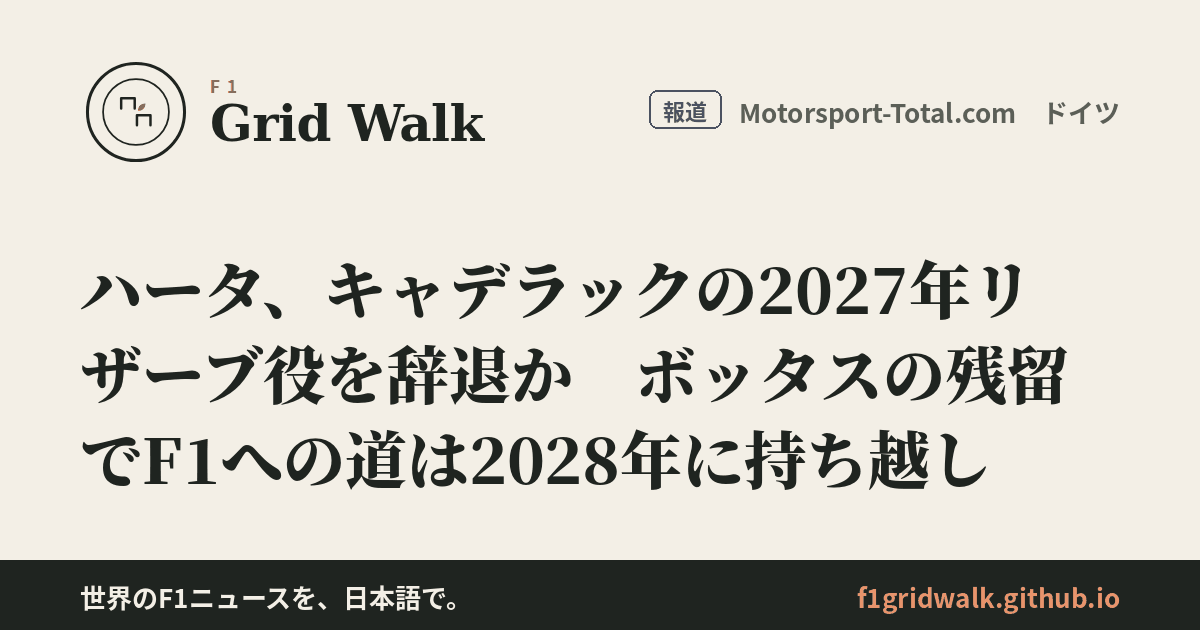 F1
Grid Walk
報道 Motorsport-Total.com ドイツ
ハータ、キャデラックの2027年リ
ザーブ役を辞退か　ボッタスの残留
でF1への道は2028年に持ち越し
世界のF1ニュースを、日本語で。
f1gridwalk.github.io